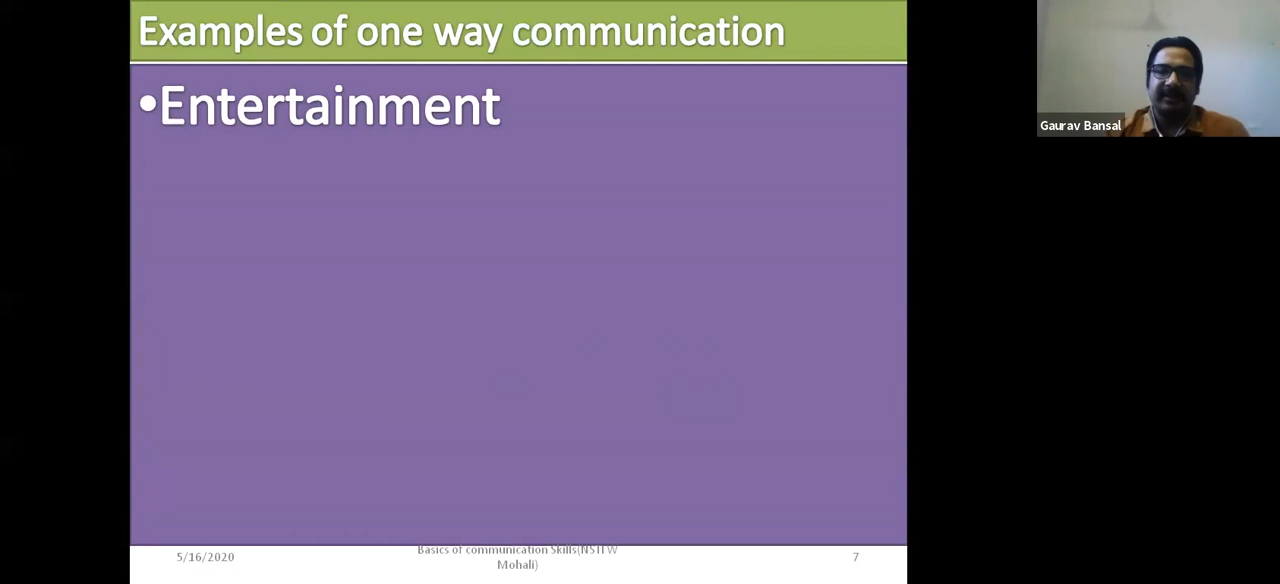 Examples of one way communication
•Entertainment
Gaurav Bansal
5/16/2020
Basics of communication Skills(NSTI W
Mohali)
7